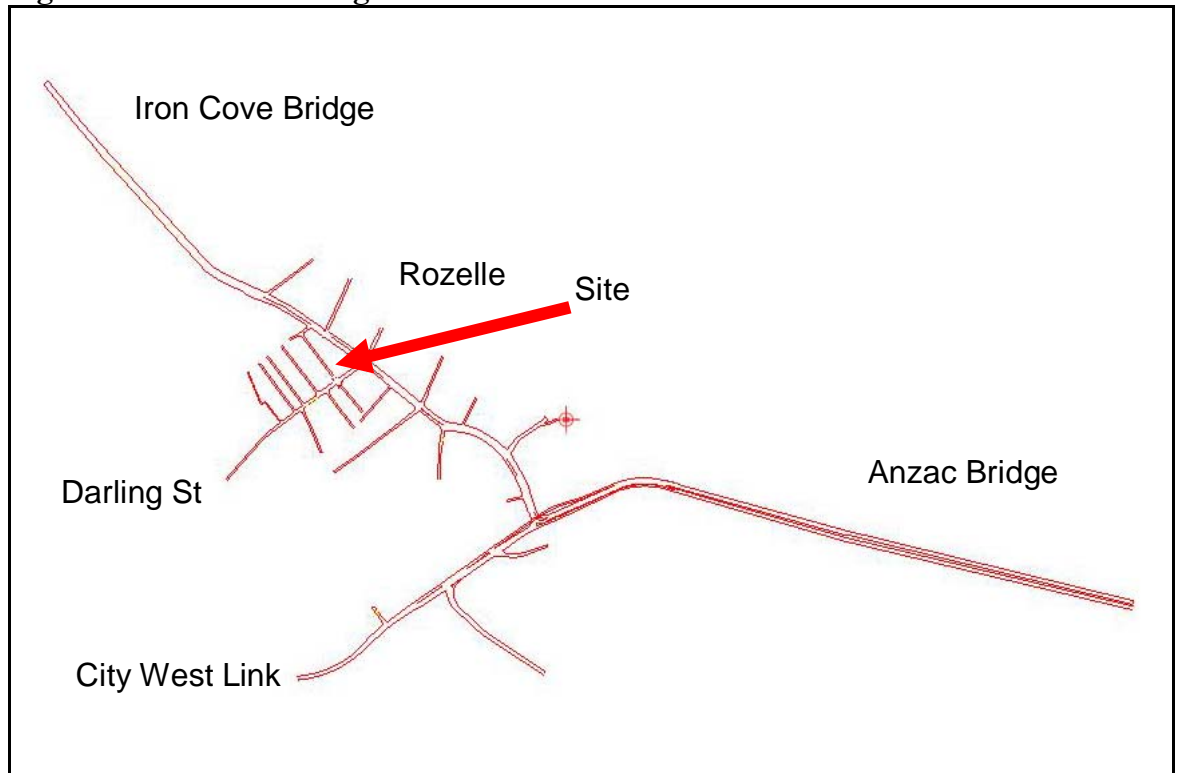 Iron Cove Bridge
Rozelle
Site
Anzac Bridge
Darling St
City West Link